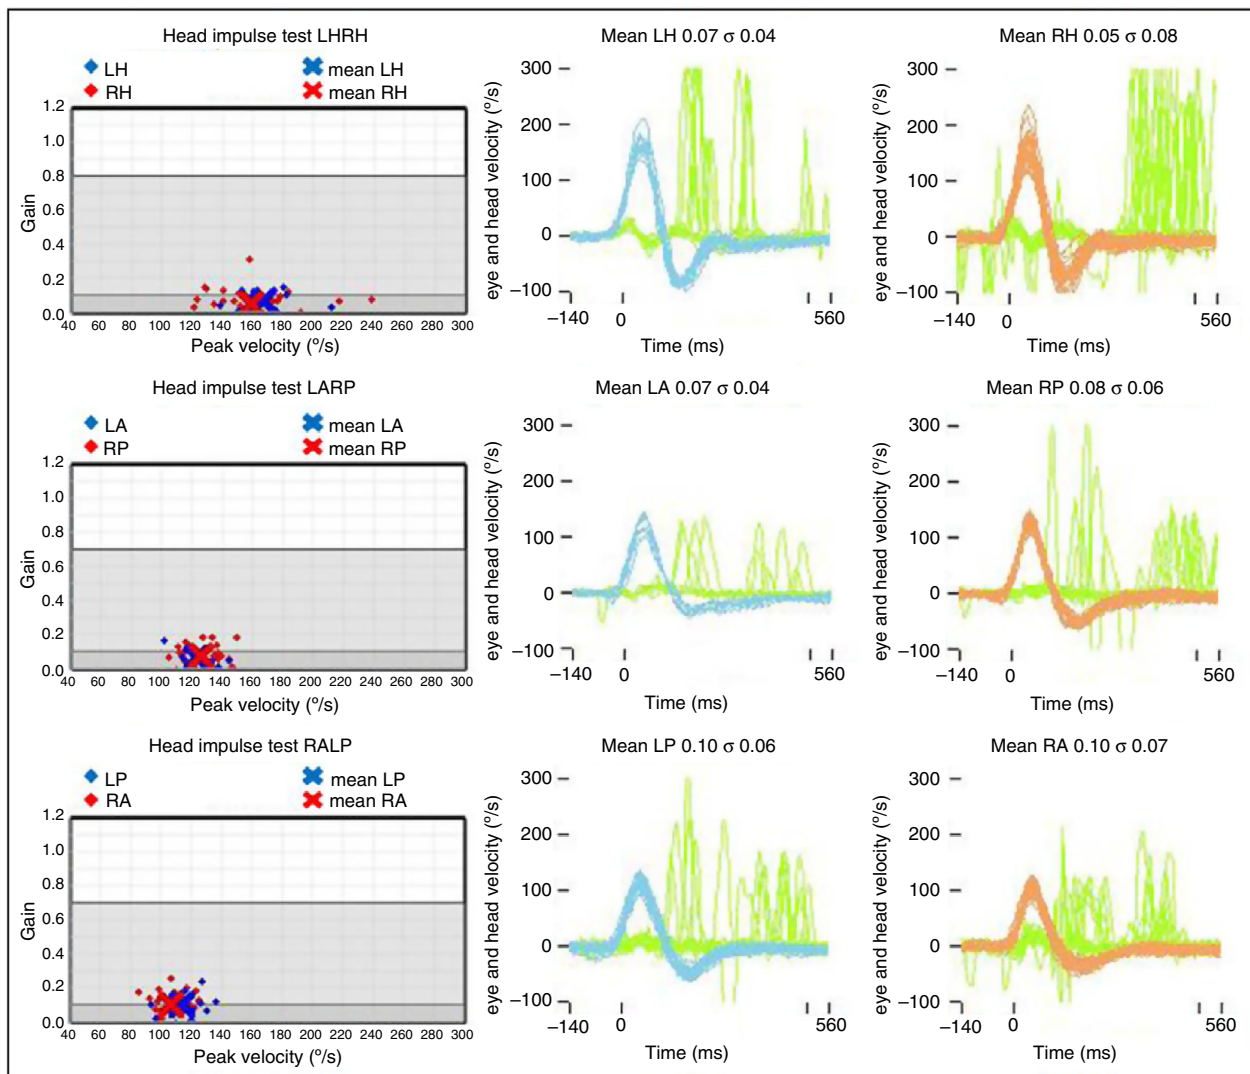 Head impulse test LHRH
LH mean LH
RH mean RH
1.2
1.0
0.8
0.6
0.4
0.2
0.0
Gain
40 60 80 100 120 140 160 180 200 220 240 260 280 300
Peak velocity (°/s)
Mean LH 0.07 σ 0.04
300
200
100
0
−100
eye and head velocity (°/s)
−140 0 560
Time (ms)
Mean RH 0.05 σ 0.08
300
200
100
0
−100
eye and head velocity (°/s)
−140 0 560
Time (ms)
Head impulse test LARP
LA mean LA
RP mean RP
1.2
1.0
0.8
0.6
0.4
0.2
0.0
Gain
40 60 80 100 120 140 160 180 200 220 240 260 280 300
Peak velocity (°/s)
Mean LA 0.07 σ 0.04
300
200
100
0
−100
eye and head velocity (°/s)
−140 0 560
Time (ms)
Mean RP 0.08 σ 0.06
300
200
100
0
−100
eye and head velocity (°/s)
−140 0 560
Time (ms)
Head impulse test RALP
LP mean LP
RA mean RA
1.2
1.0
0.8
0.6
0.4
0.2
0.0
Gain
40 60 80 100 120 140 160 180 200 220 240 260 280 300
Peak velocity (°/s)
Mean LP 0.10 σ 0.06
300
200
100
0
−100
eye and head velocity (°/s)
−140 0 560
Time (ms)
Mean RA 0.10 σ 0.07
300
200
100
0
−100
eye and head velocity (°/s)
−140 0 560
Time (ms)